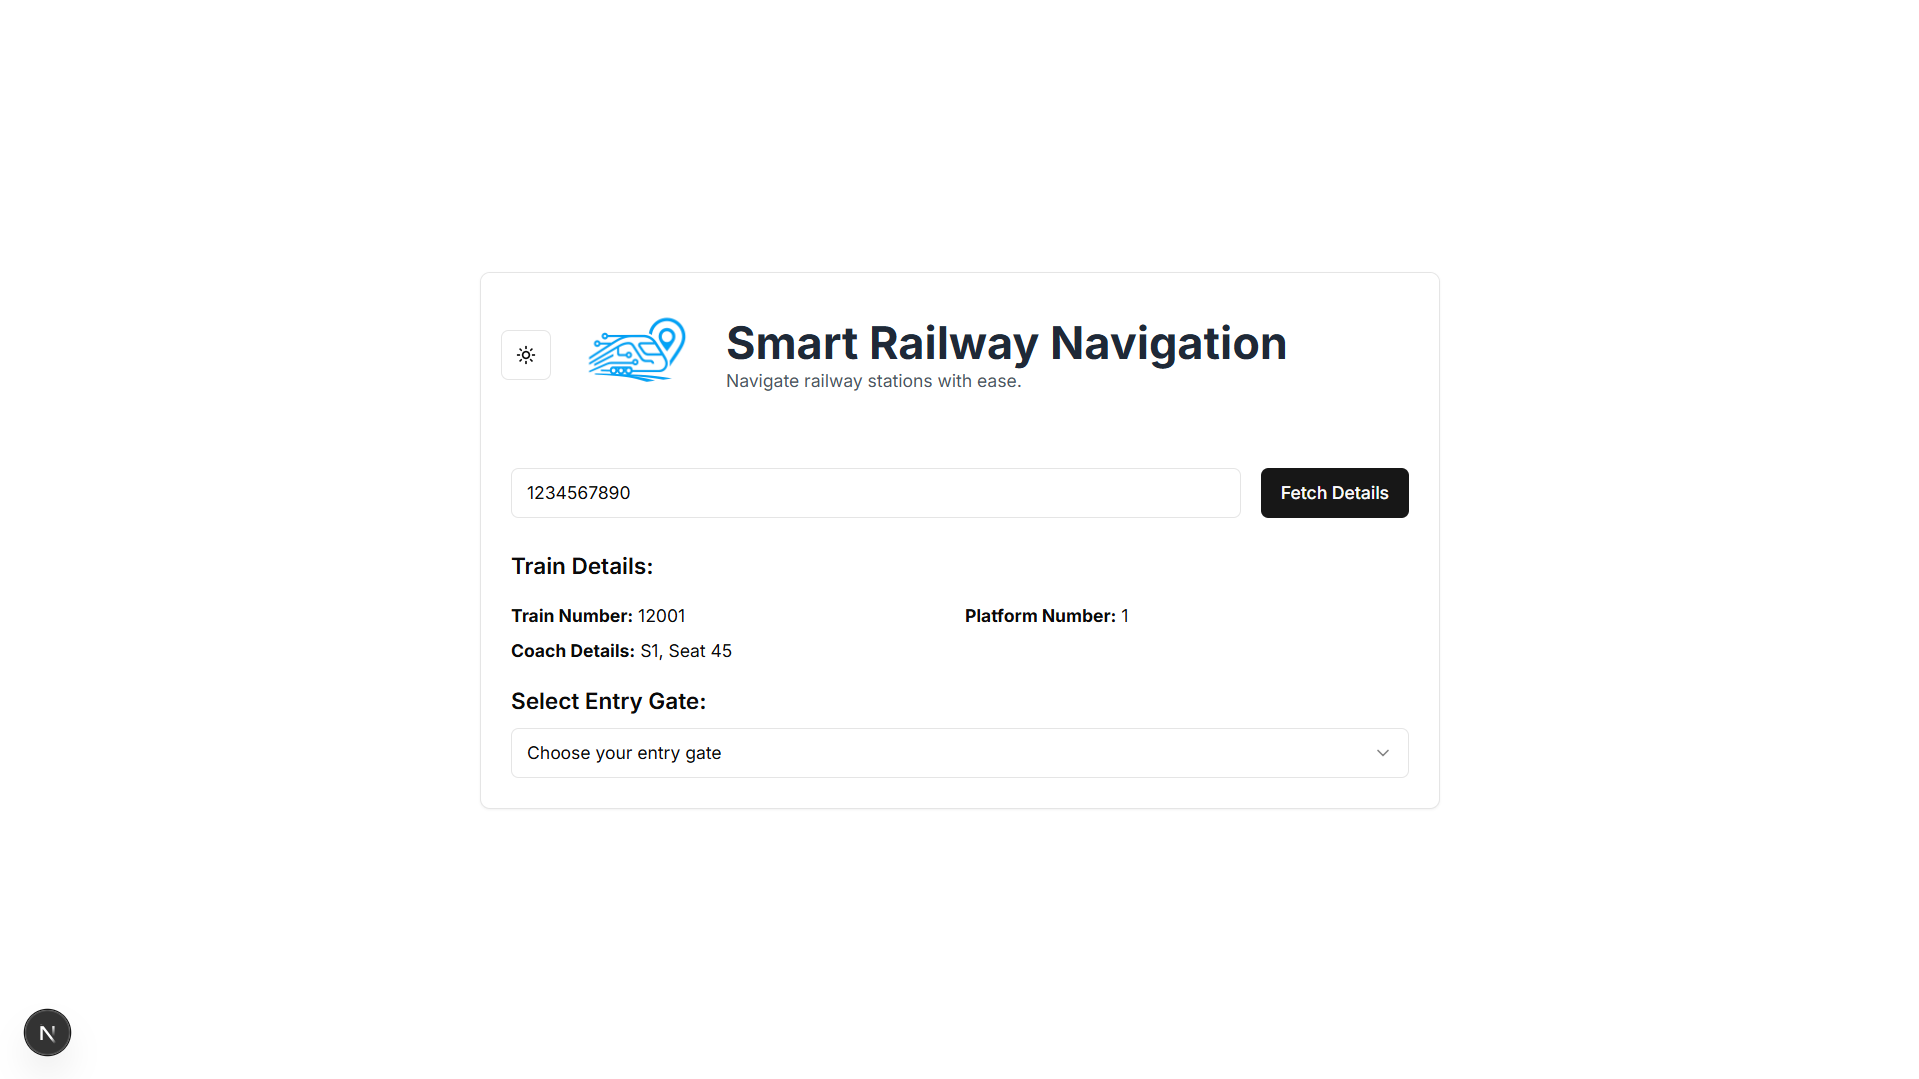 Smart Railway Navigation
Navigate railway stations with ease.
1234567890
Fetch Details
Train Details:
Train Number: 12001
Platform Number: 1
Coach Details: S1, Seat 45
Select Entry Gate:
Choose your entry gate
N